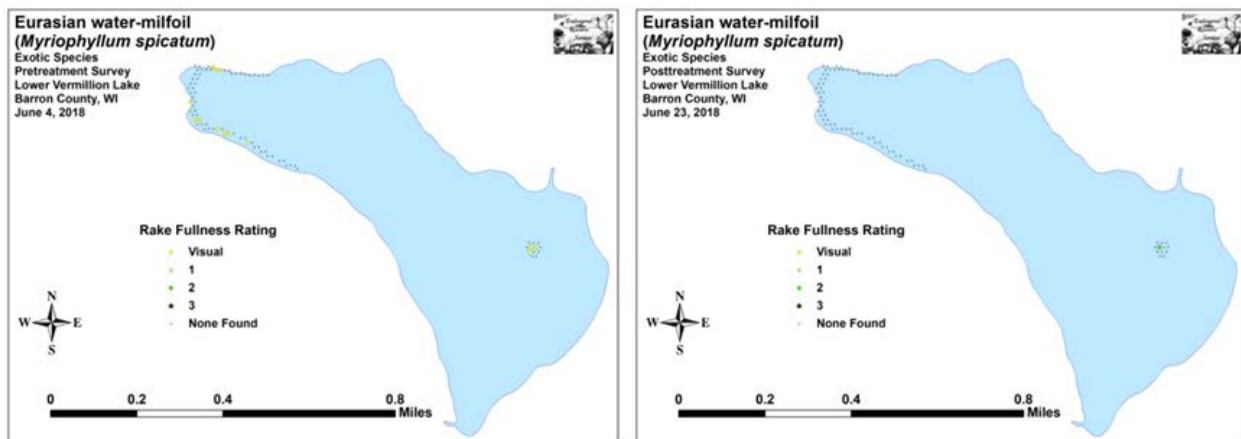 Eurasian water-milfoil
(Myriophyllum spicatum)
Exotic Species
Pretreatment Survey
Lower Vermillion Lake
Barron County, WI
June 4, 2018
Rake Fullness Rating
Visual
1
2
3
None Found
N
W E
S
0 0.2 0.4 0.8
Miles
Eurasian water-milfoil
(Myriophyllum spicatum)
Exotic Species
Posttreatment Survey
Lower Vermillion Lake
Barron County, WI
June 23, 2018
Rake Fullness Rating
Visual
1
2
3
None Found
N
W E
S
0 0.2 0.4 0.8
Miles